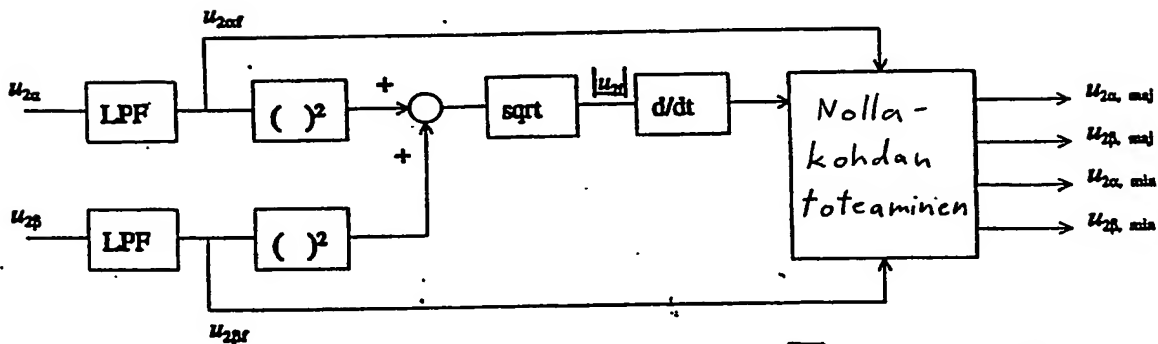 u₂αf
u₂α
LPF
( )²
+
sqrt
|u₂f|
d/dt
Nolla-
kohdan
toteaminen
u₂α, maj
u₂β, maj
u₂α, min
u₂β, min
+
u₂β
LPF
( )²
u₂βf